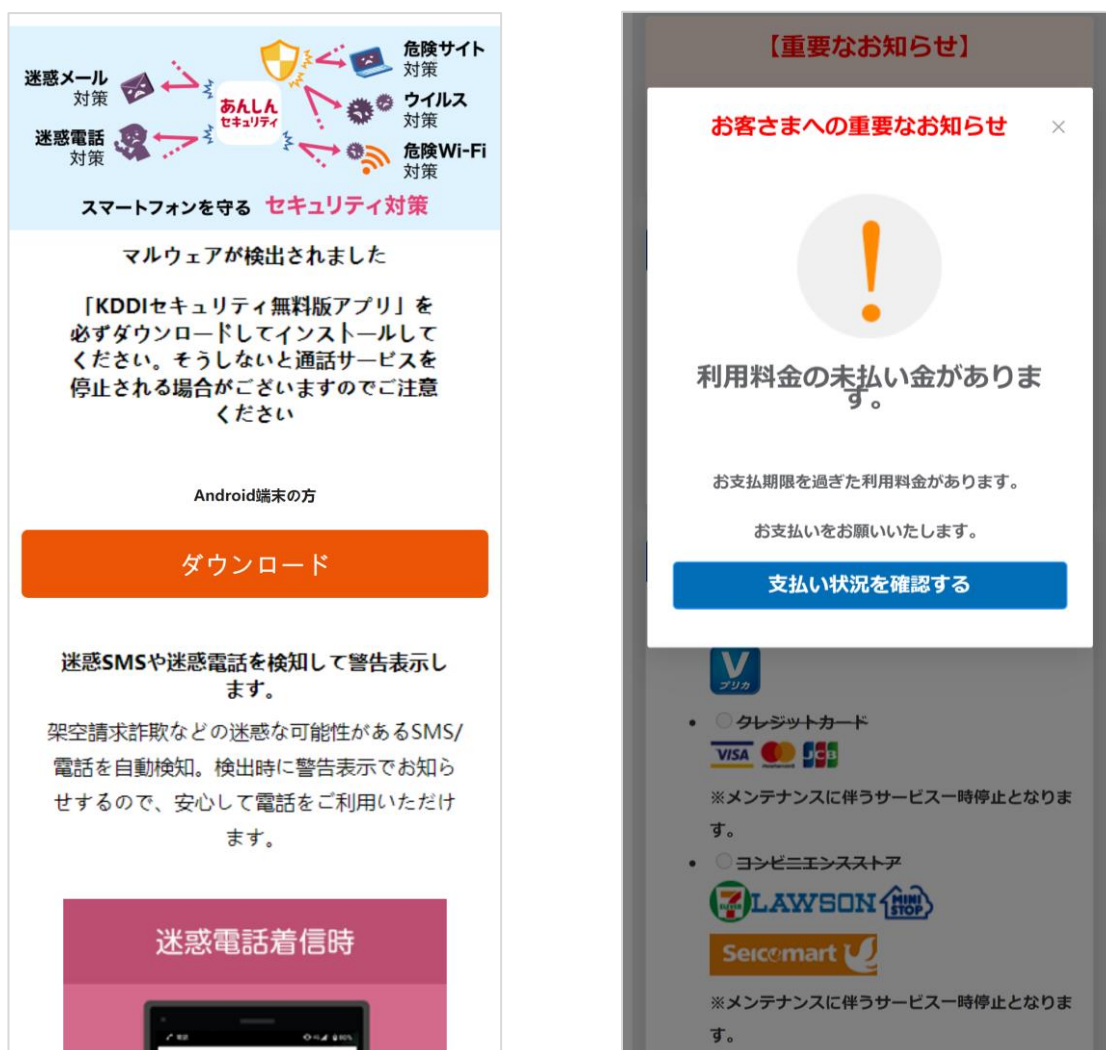 迷惑メール
対策
迷惑電話
対策
あんしん
セキュリティ
危険サイト
対策
ウイルス
対策
危険Wi-Fi
対策
スマートフォンを守る セキュリティ対策
マルウェアが検出されました
「KDDIセキュリティ無料版アプリ」を
必ずダウンロードしてインストールして
ください。そうしないと通話サービスを
停止される場合がございますのでご注意
ください
Android端末の方
ダウンロード
迷惑SMSや迷惑電話を検知して警告表示し
ます。
架空請求詐欺などの迷惑な可能性があるSMS/
電話を自動検知。検出時に警告表示でお知ら
せするので、安心して電話をご利用いただけ
ます。
迷惑電話着信時
【重要なお知らせ】
お客さまへの重要なお知らせ
利用料金の未払い金がありま
す。
お支払期限を過ぎた利用料金があります。
お支払いをお願いいたします。
支払い状況を確認する
V
プリカ
クレジットカード
VISA JCB
※メンテナンスに伴うサービス一時停止となりま
す。
コンビニエンスストア
LAWSON MINI STOP
Seicomart
※メンテナンスに伴うサービス一時停止となりま
す。